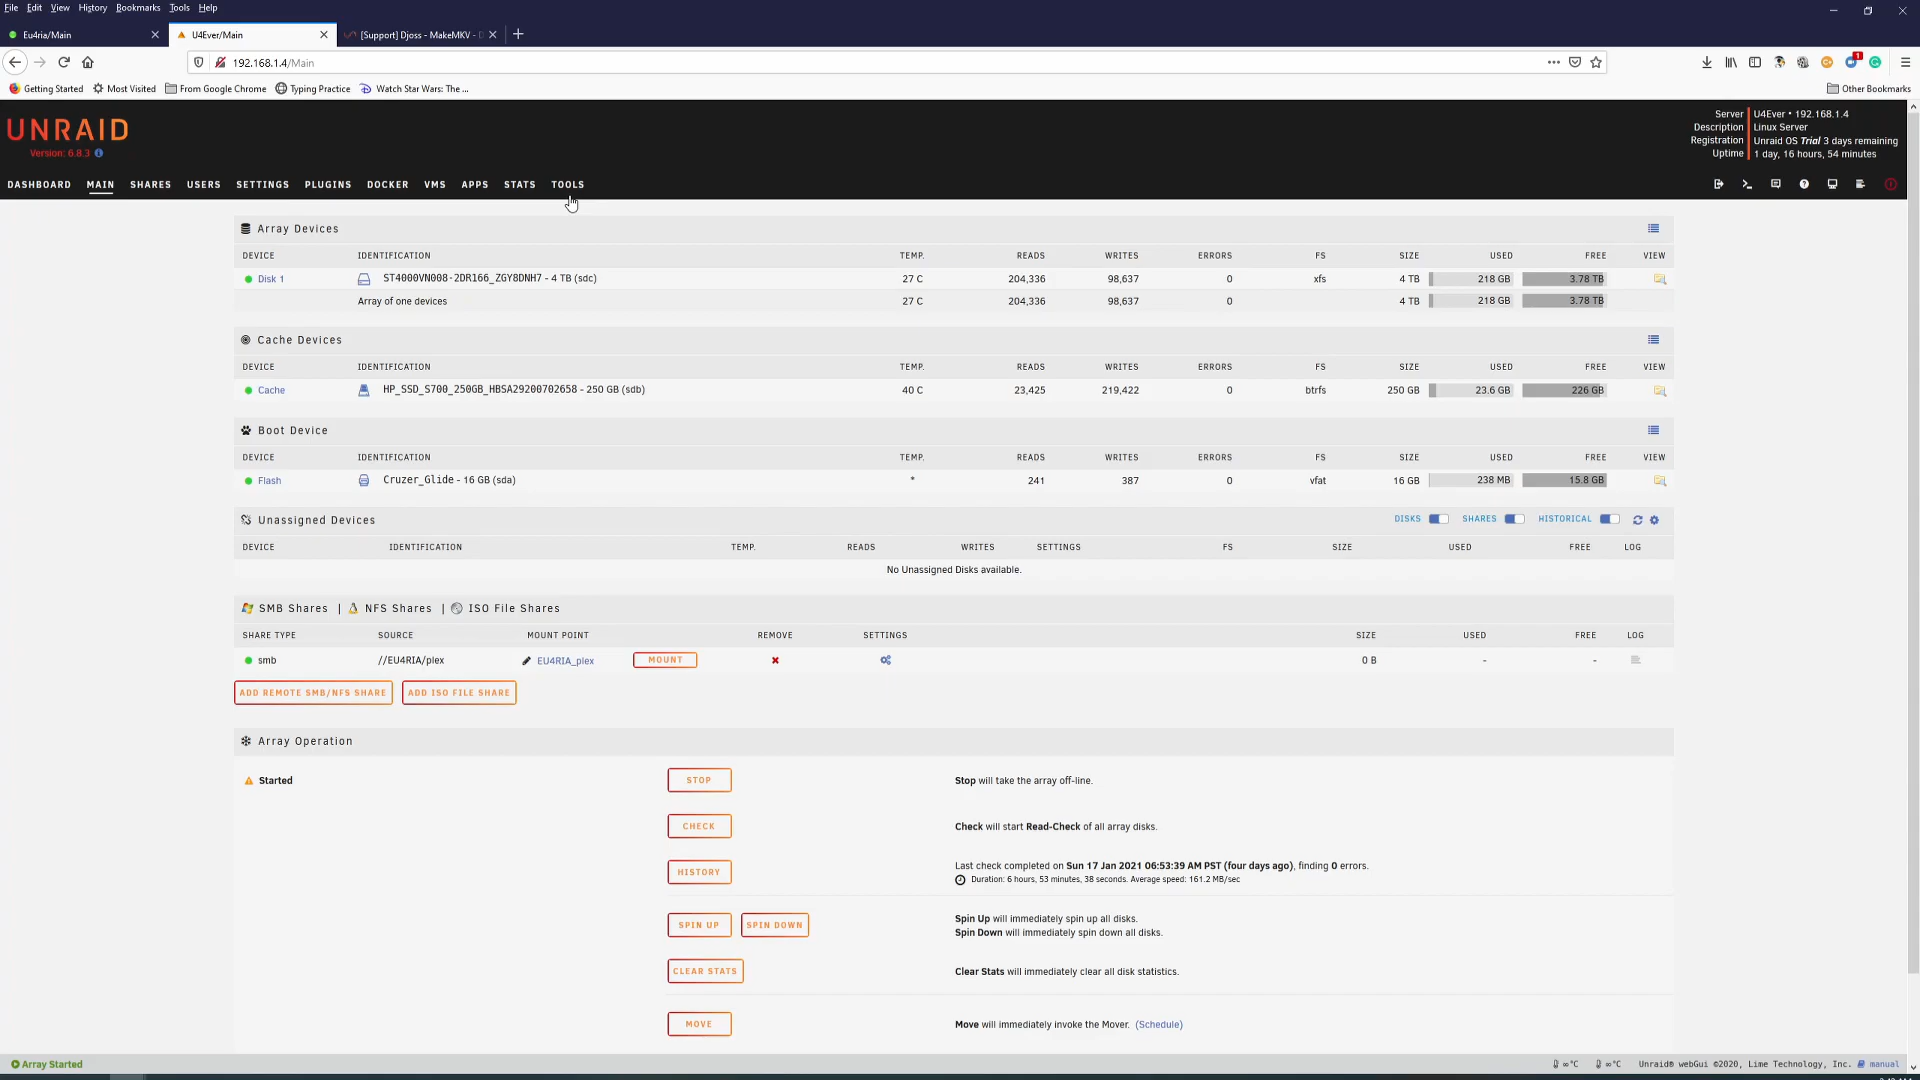 File Edit View History Bookmarks Tools Help
Eu4ria/Main
U4Ever/Main
[Support] Djoss - MakeMKV -
192.168.1.4/Main
1
Getting Started Most Visited From Google Chrome Typing Practice Watch Star Wars: The ... Other Bookmarks
UNRAID
Version: 6.8.3
Server U4Ever • 192.168.1.4
Description Linux Server
Registration Unraid OS Trial 3 days remaining
Uptime 1 day, 16 hours, 54 minutes
DASHBOARD MAIN SHARES USERS SETTINGS PLUGINS DOCKER VMS APPS STATS TOOLS
Array Devices
DEVICE IDENTIFICATION TEMP. READS WRITES ERRORS FS SIZE USED FREE VIEW
Disk 1 ST4000VN008-2DR166_ZGY8DNH7 - 4 TB (sdc) 27 C 204,336 98,637 0 xfs 4 TB 218 GB 3.78 TB
Array of one devices 27 C 204,336 98,637 0 4 TB 218 GB 3.78 TB
Cache Devices
DEVICE IDENTIFICATION TEMP. READS WRITES ERRORS FS SIZE USED FREE VIEW
Cache HP_SSD_S700_250GB_HBSA29200702658 - 250 GB (sdb) 40 C 23,425 219,422 0 btrfs 250 GB 23.6 GB 226 GB
Boot Device
DEVICE IDENTIFICATION TEMP. READS WRITES ERRORS FS SIZE USED FREE VIEW
Flash Cruzer_Glide - 16 GB (sda) * 241 387 0 vfat 16 GB 238 MB 15.8 GB
Unassigned Devices DISKS SHARES HISTORICAL
DEVICE IDENTIFICATION TEMP. READS WRITES SETTINGS FS SIZE USED FREE LOG
No Unassigned Disks available.
SMB Shares | NFS Shares | ISO File Shares
SHARE TYPE SOURCE MOUNT POINT REMOVE SETTINGS SIZE USED FREE LOG
smb //EU4RIA/plex EU4RIA_plex MOUNT 0 B - -
ADD REMOTE SMB/NFS SHARE ADD ISO FILE SHARE
Array Operation
Started STOP Stop will take the array off-line.
CHECK Check will start Read-Check of all array disks.
HISTORY Last check completed on Sun 17 Jan 2021 06:53:39 AM PST (four days ago), finding 0 errors.
Duration: 6 hours, 53 minutes, 38 seconds. Average speed: 161.2 MB/sec
SPIN UP SPIN DOWN Spin Up will immediately spin up all disks.
Spin Down will immediately spin down all disks.
CLEAR STATS Clear Stats will immediately clear all disk statistics.
MOVE Move will immediately invoke the Mover. (Schedule)
Array Started ∞°C ∞°C Unraid® webGui ©2020, Lime Technology, Inc. manual